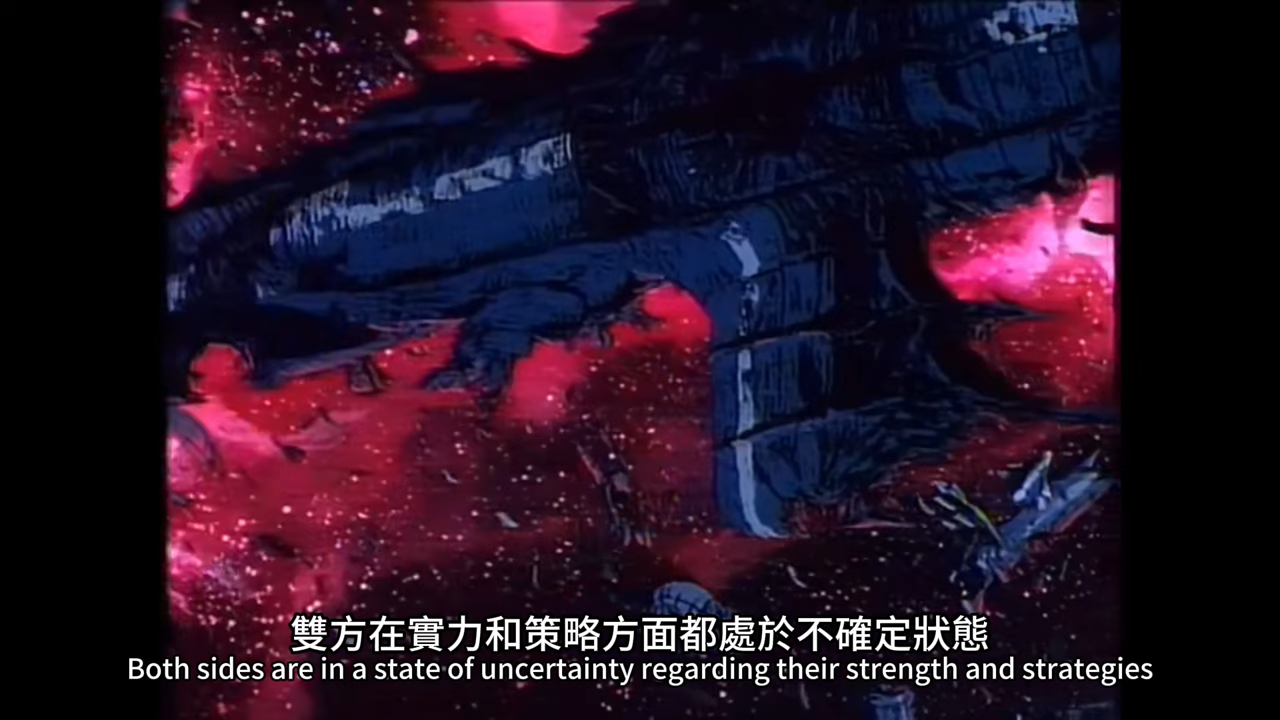 雙方在實力和策略方面都處於不確定狀態
Both sides are in a state of uncertainty regarding their strength and strategies